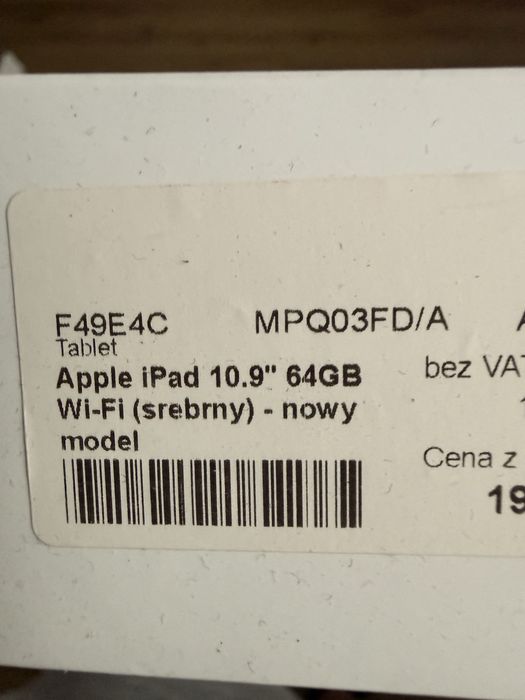 F49E4C MPQ03FD/A
Tablet
Apple iPad 10.9" 64GB
Wi-Fi (srebrny) - nowy
model
bez VAT
Cena z
19